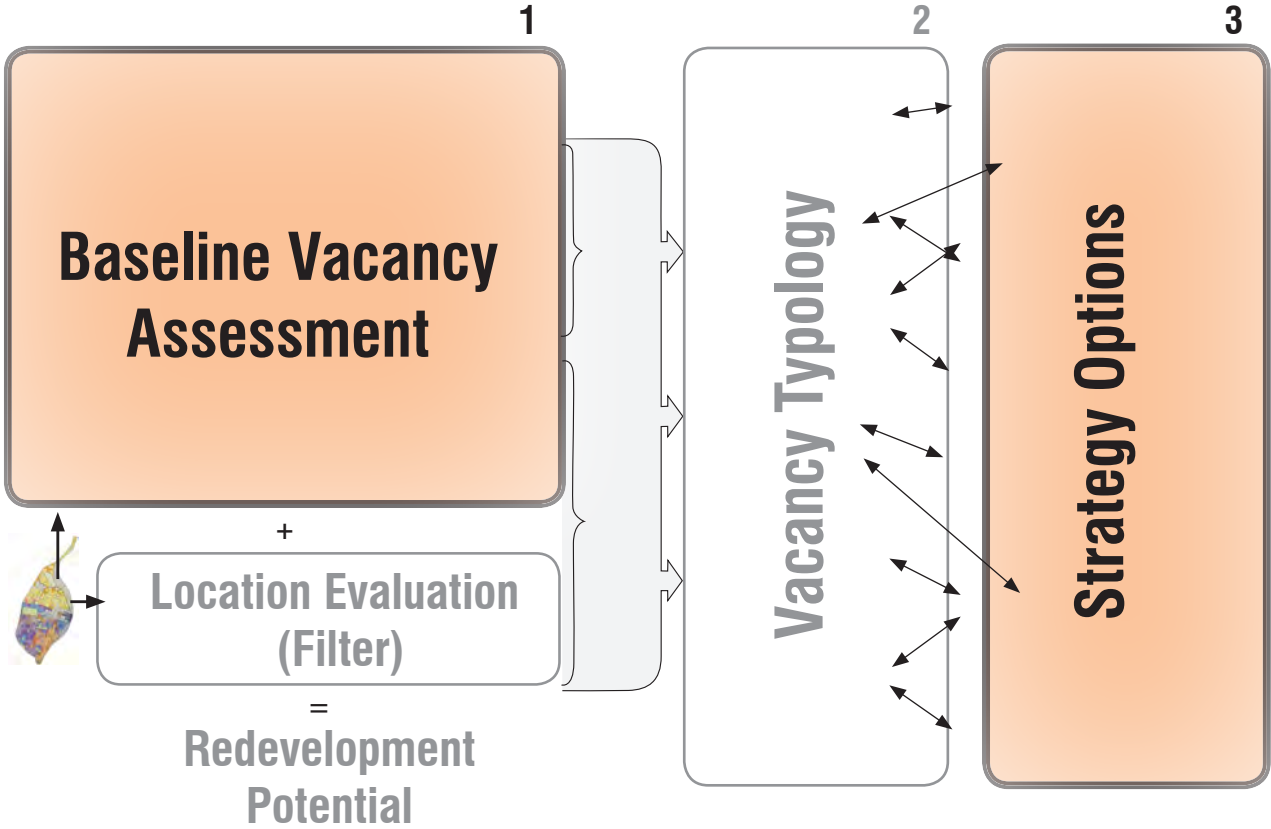 1
Baseline Vacancy
Assessment
+
Location Evaluation
(Filter)
=
Redevelopment
Potential
2
Vacancy Typology
3
Strategy Options